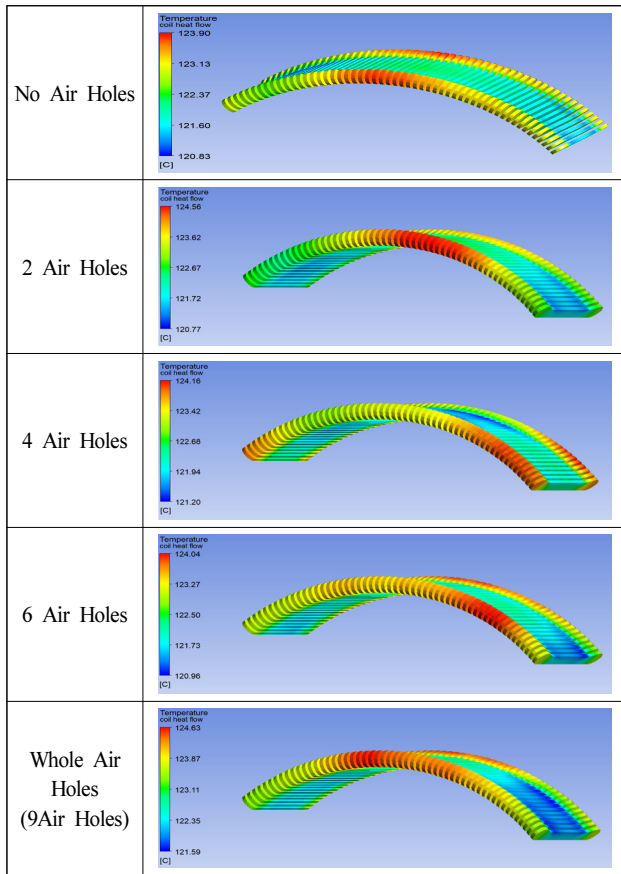 No Air Holes
Temperature
coil heat flow
123.90
123.13
122.37
121.60
120.83
[C]
2 Air Holes
Temperature
coil heat flow
124.56
123.62
122.67
121.72
120.77
[C]
4 Air Holes
Temperature
coil heat flow
124.16
123.42
122.68
121.94
121.20
[C]
6 Air Holes
Temperature
coil heat flow
124.04
123.27
122.50
121.73
120.96
[C]
Whole Air
Holes
(9Air Holes)
Temperature
coil heat flow
124.63
123.87
123.11
122.35
121.59
[C]